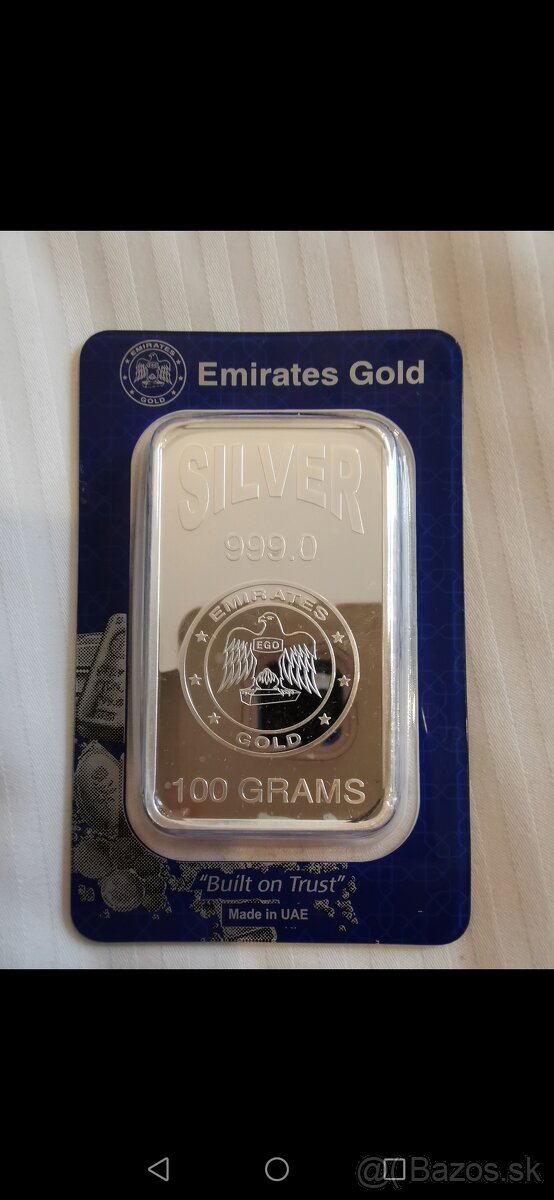 EMIRATES
GOLD
Emirates Gold
SILVER
999.0
EMIRATES
EGD
GOLD
100 GRAMS
"Built on Trust"
Made in UAE
@Bazos.sk